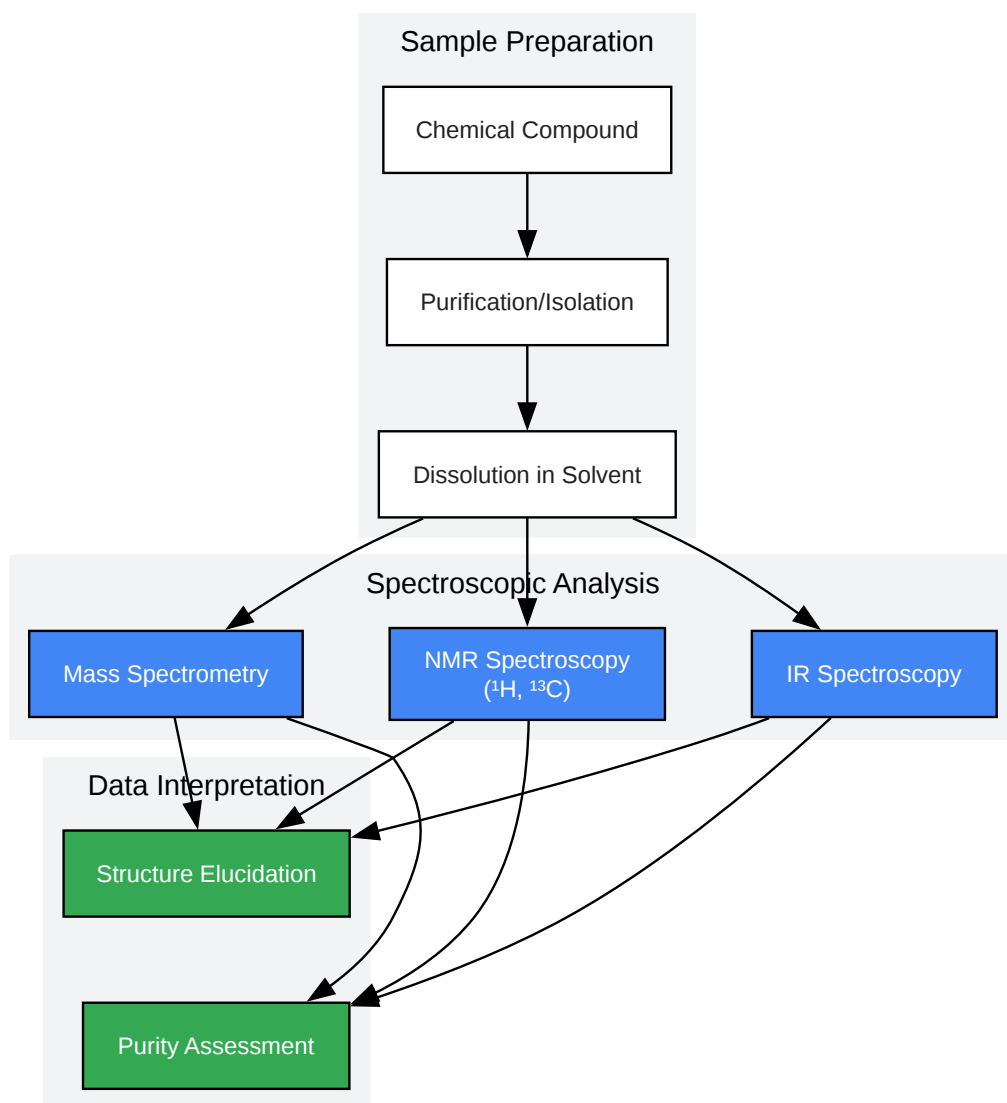 Sample Preparation
Chemical Compound
Purification/Isolation
Dissolution in Solvent
Spectroscopic Analysis
Mass Spectrometry
NMR Spectroscopy
(¹H, ¹³C)
IR Spectroscopy
Data Interpretation
Structure Elucidation
Purity Assessment